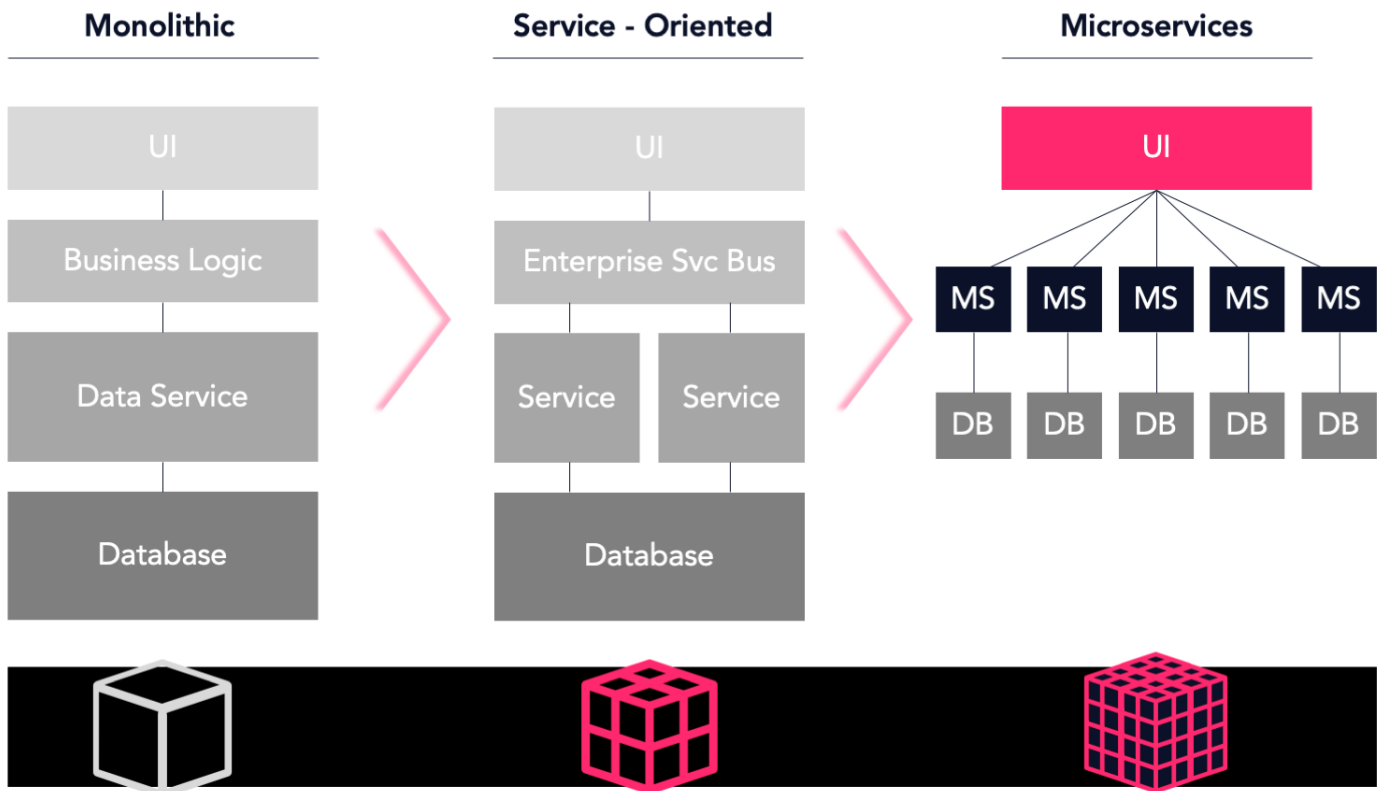 Monolithic
Service - Oriented
Microservices
UI
Business Logic
Data Service
Database
UI
Enterprise Svc Bus
Service
Service
Database
UI
MS
MS
MS
MS
MS
DB
DB
DB
DB
DB